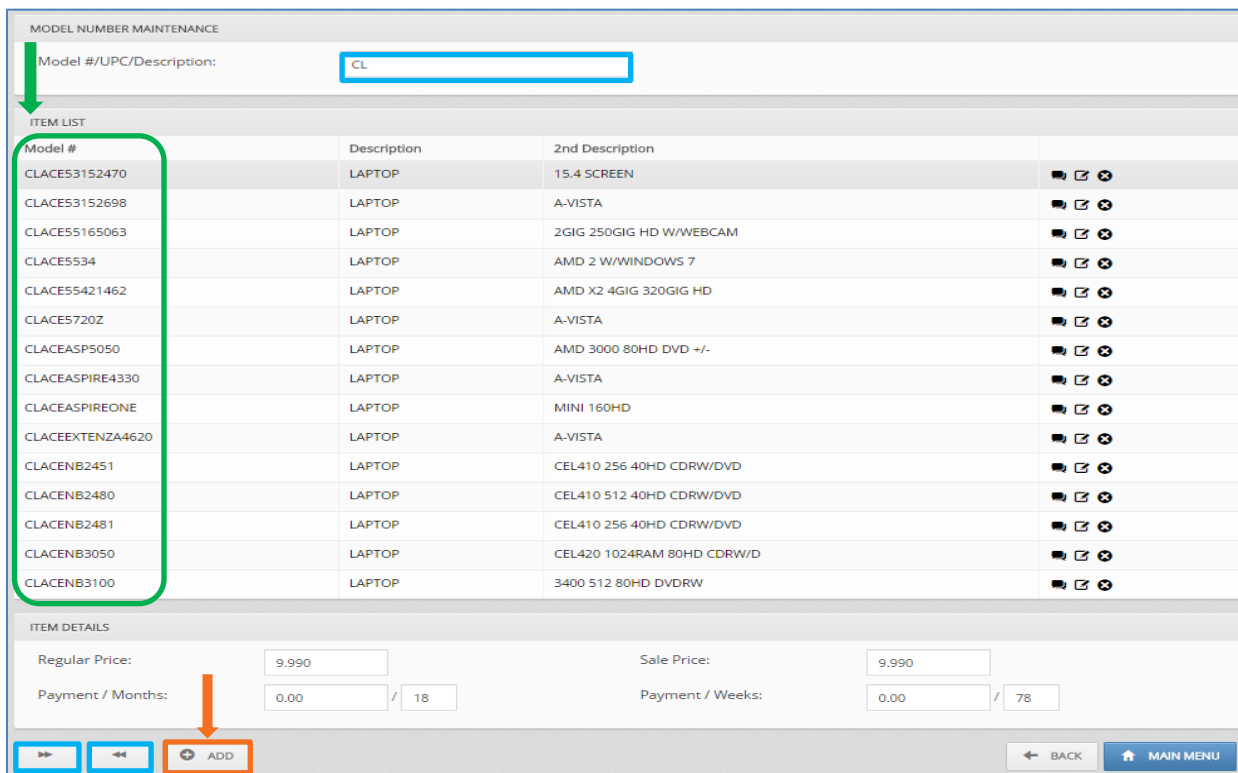 MODEL NUMBER MAINTENANCE
Model #/UPC/Description: CL
ITEM LIST
Model # Description 2nd Description
CLACE53152470 LAPTOP 15.4 SCREEN
CLACE53152698 LAPTOP A-VISTA
CLACE55165063 LAPTOP 2GIG 250GIG HD W/WEBCAM
CLACE5534 LAPTOP AMD 2 W/WINDOWS 7
CLACE55421462 LAPTOP AMD X2 4GIG 320GIG HD
CLACE5720Z LAPTOP A-VISTA
CLACEASP5050 LAPTOP AMD 3000 80HD DVD +/-
CLACEASPIRE4330 LAPTOP A-VISTA
CLACEASPIREONE LAPTOP MINI 160HD
CLACEEXTENZA4620 LAPTOP A-VISTA
CLACENB2451 LAPTOP CEL410 256 40HD CDRW/DVD
CLACENB2480 LAPTOP CEL410 512 40HD CDRW/DVD
CLACENB2481 LAPTOP CEL410 256 40HD CDRW/DVD
CLACENB3050 LAPTOP CEL420 1024RAM 80HD CDRW/D
CLACENB3100 LAPTOP 3400 512 80HD DVDRW
ITEM DETAILS
Regular Price: 9.990 Sale Price: 9.990
Payment / Months: 0.00 / 18 Payment / Weeks: 0.00 / 78
ADD BACK MAIN MENU